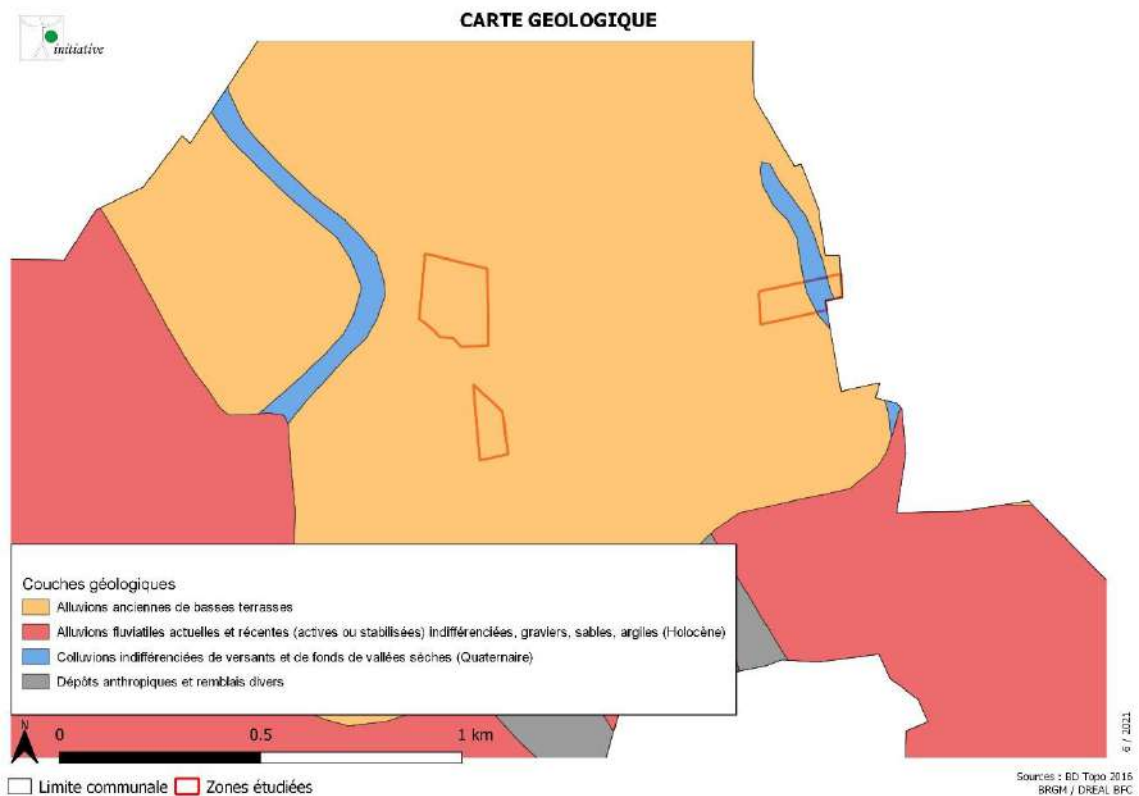 CARTE GEOLOGIQUE
initiative
Couches géologiques
Alluvions anciennes de basses terrasses
Alluvions fluviatiles actuelles et récentes (actives ou stabilisées) indifférenciées, graviers, sables, argiles (Holocène)
Colluvions indifférenciées de versants et de fonds de vallées sèches (Quaternaire)
Dépôts anthropiques et remblais divers
N
0 0.5 1 km
6 / 2021
Limite communale Zones étudiées
Sources : BD Topo 2016
BRGM / DREAL BFC